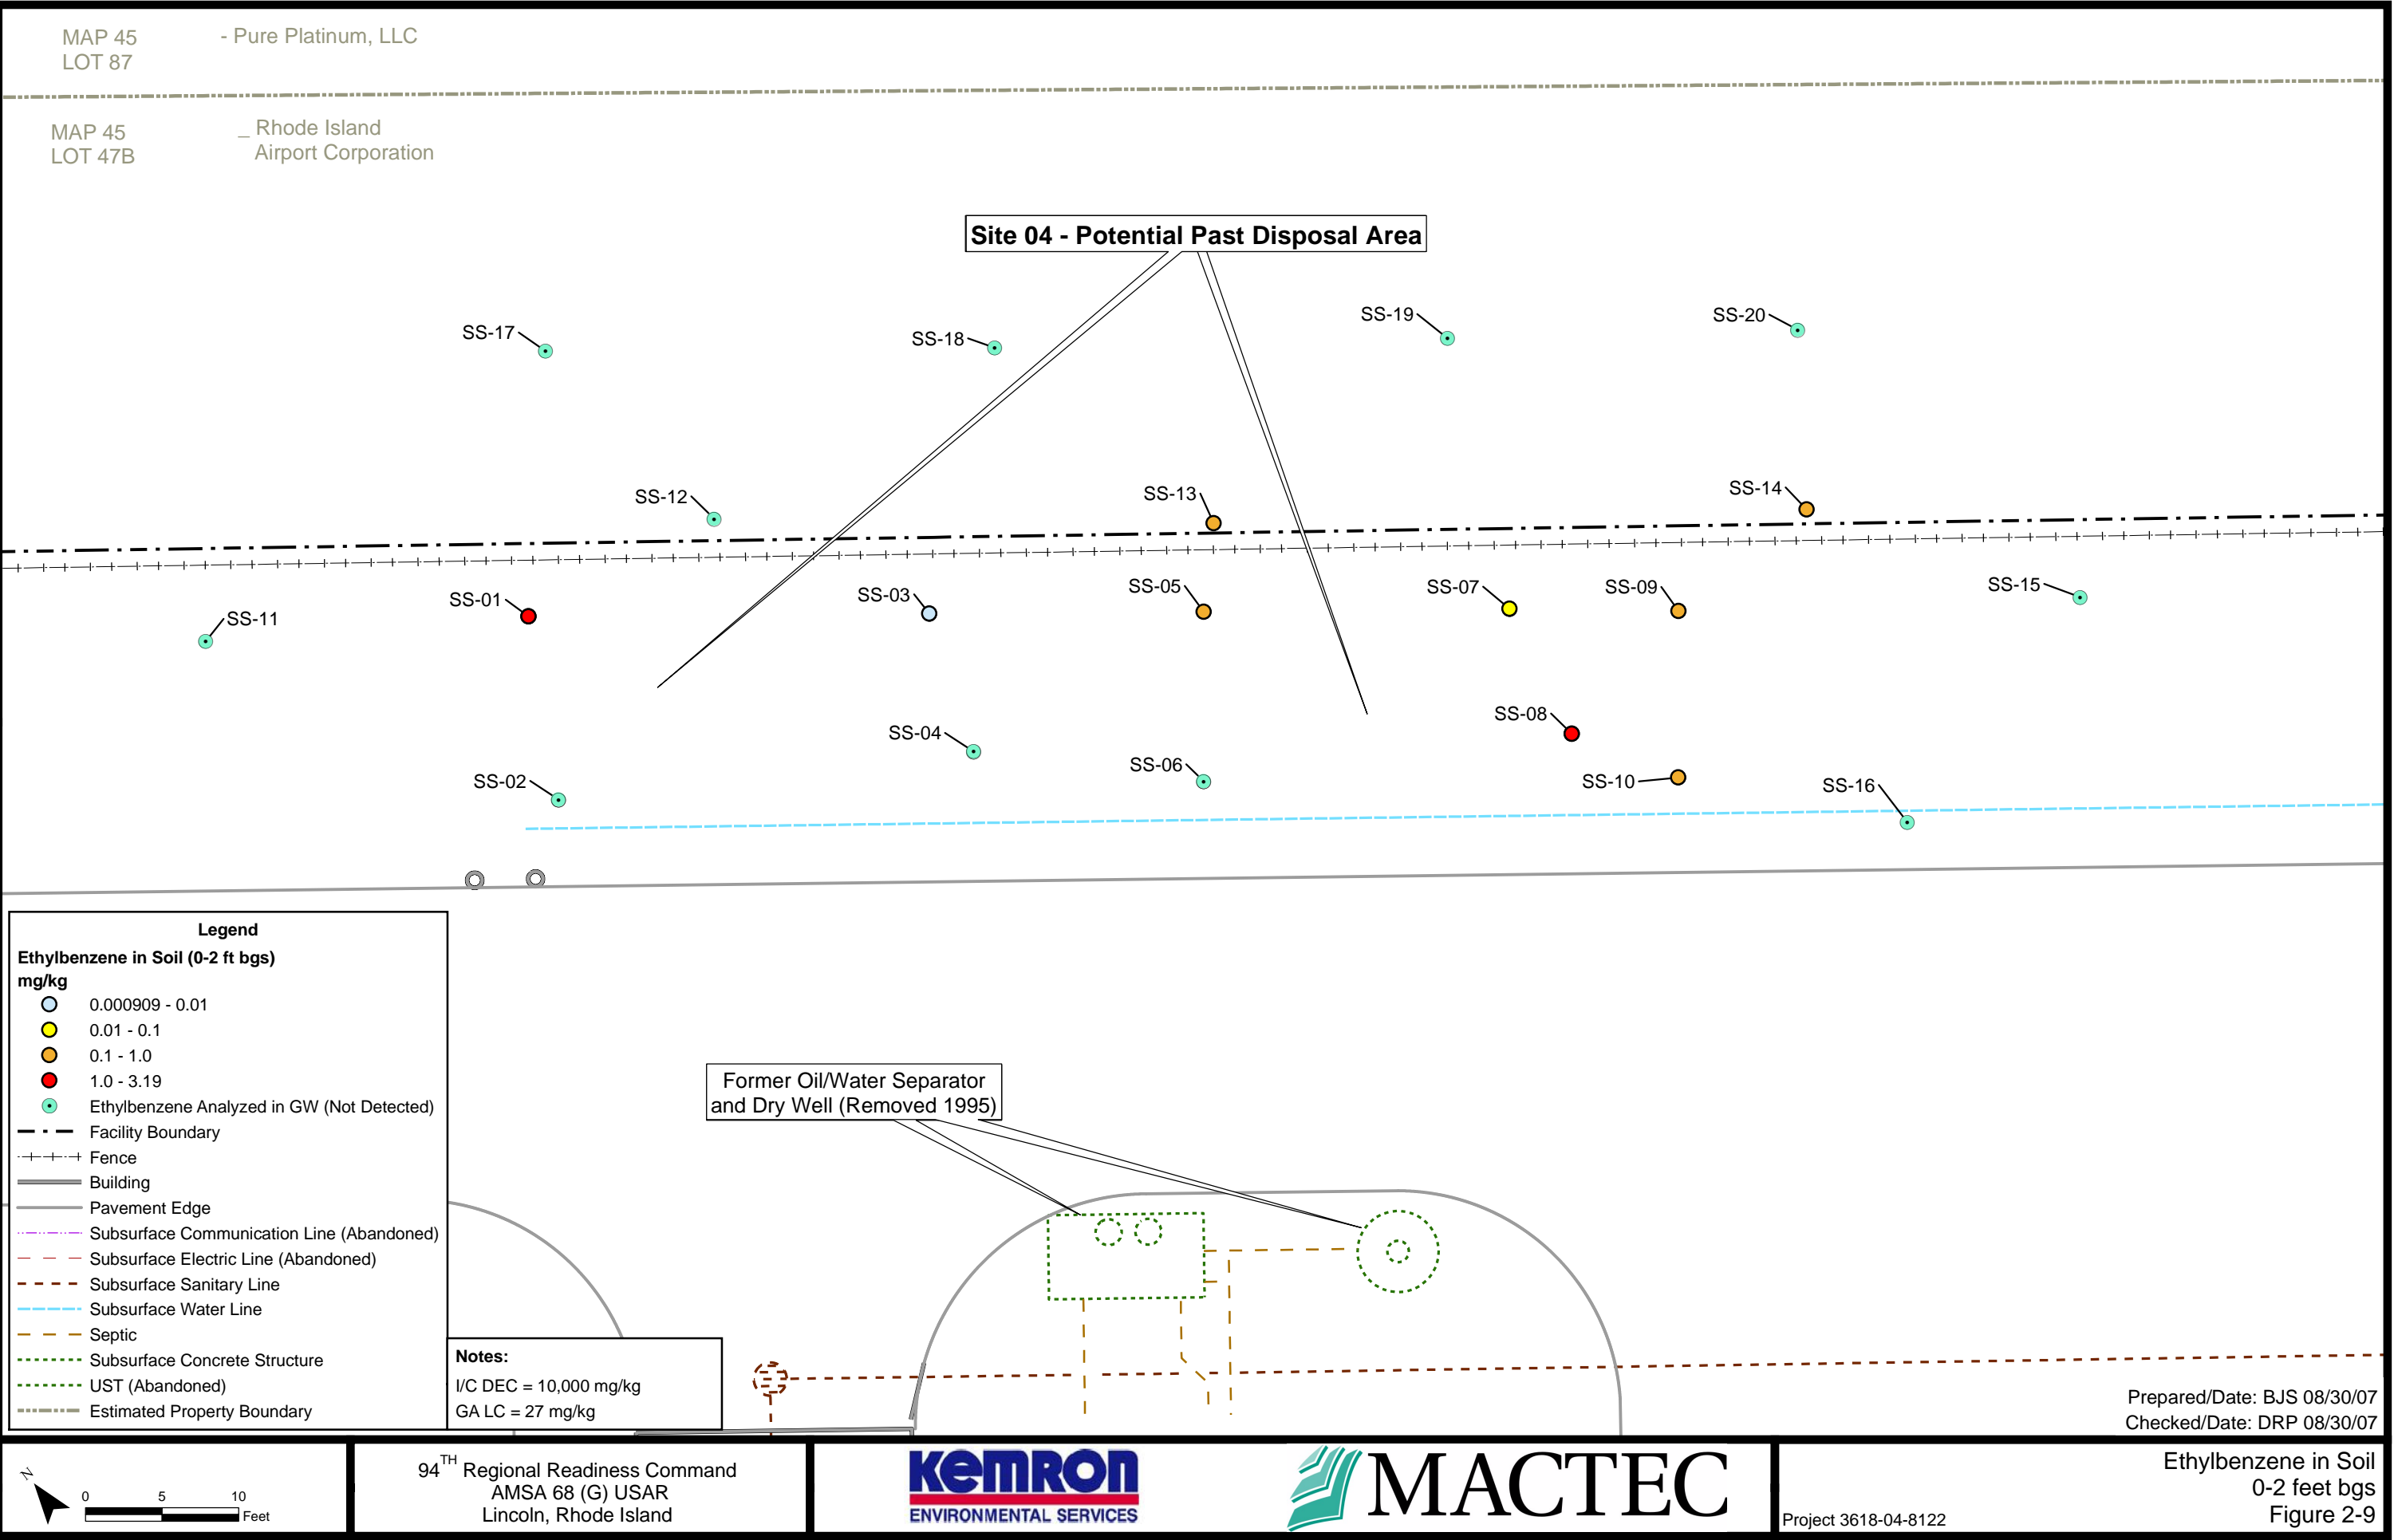 MAP 45
LOT 87
- Pure Platinum, LLC
MAP 45
LOT 47B
_ Rhode Island
Airport Corporation
Site 04 - Potential Past Disposal Area
SS-17
SS-18
SS-19
SS-20
SS-12
SS-13
SS-14
SS-11
SS-01
SS-03
SS-05
SS-07
SS-09
SS-15
SS-02
SS-04
SS-06
SS-08
SS-10
SS-16
Legend
Ethylbenzene in Soil (0-2 ft bgs)
mg/kg
0.000909 - 0.01
0.01 - 0.1
0.1 - 1.0
1.0 - 3.19
Ethylbenzene Analyzed in GW (Not Detected)
Facility Boundary
Fence
Building
Pavement Edge
Subsurface Communication Line (Abandoned)
Subsurface Electric Line (Abandoned)
Subsurface Sanitary Line
Subsurface Water Line
Septic
Subsurface Concrete Structure
UST (Abandoned)
Estimated Property Boundary
Former Oil/Water Separator
and Dry Well (Removed 1995)
Notes:
I/C DEC = 10,000 mg/kg
GA LC = 27 mg/kg
Prepared/Date: BJS 08/30/07
Checked/Date: DRP 08/30/07
N
0 5 10
Feet
94TH Regional Readiness Command
AMSA 68 (G) USAR
Lincoln, Rhode Island
KEMRON
ENVIRONMENTAL SERVICES
MACTEC
Project 3618-04-8122
Ethylbenzene in Soil
0-2 feet bgs
Figure 2-9